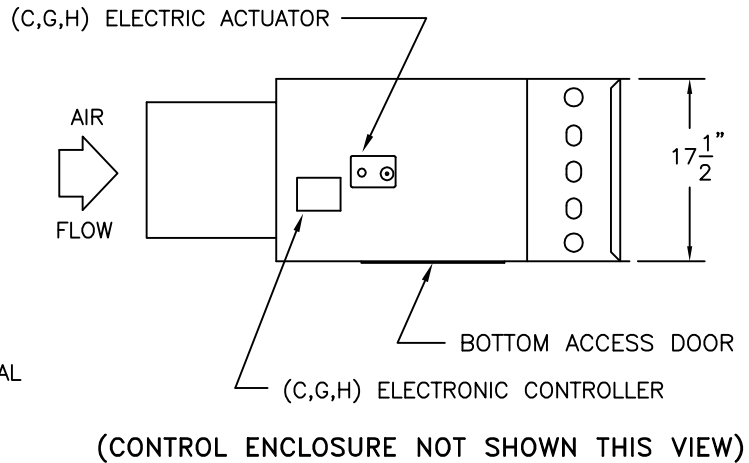 (C,G,H) ELECTRIC ACTUATOR
AIR
FLOW
17 1/2"
BOTTOM ACCESS DOOR
AL
(C,G,H) ELECTRONIC CONTROLLER
(CONTROL ENCLOSURE NOT SHOWN THIS VIEW)